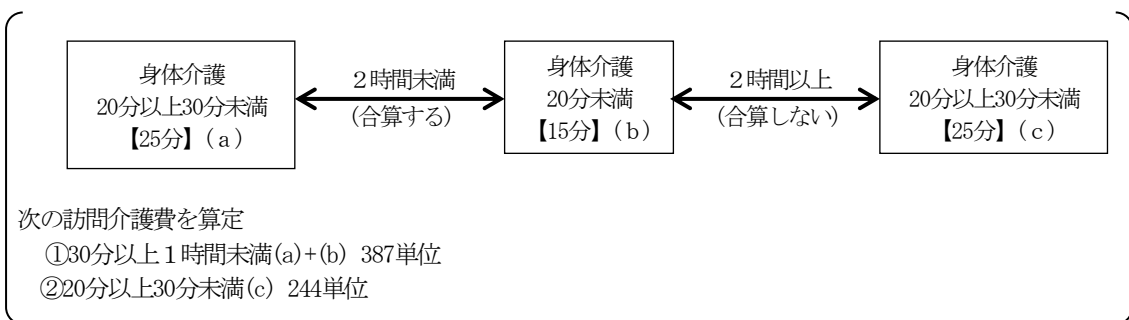 身体介護
20分以上30分未満
【25分】(a)
２時間未満
(合算する)
身体介護
20分未満
【15分】(b)
２時間以上
(合算しない)
身体介護
20分以上30分未満
【25分】(c)
次の訪問介護費を算定
①30分以上１時間未満(a)+(b) 387単位
②20分以上30分未満(c) 244単位